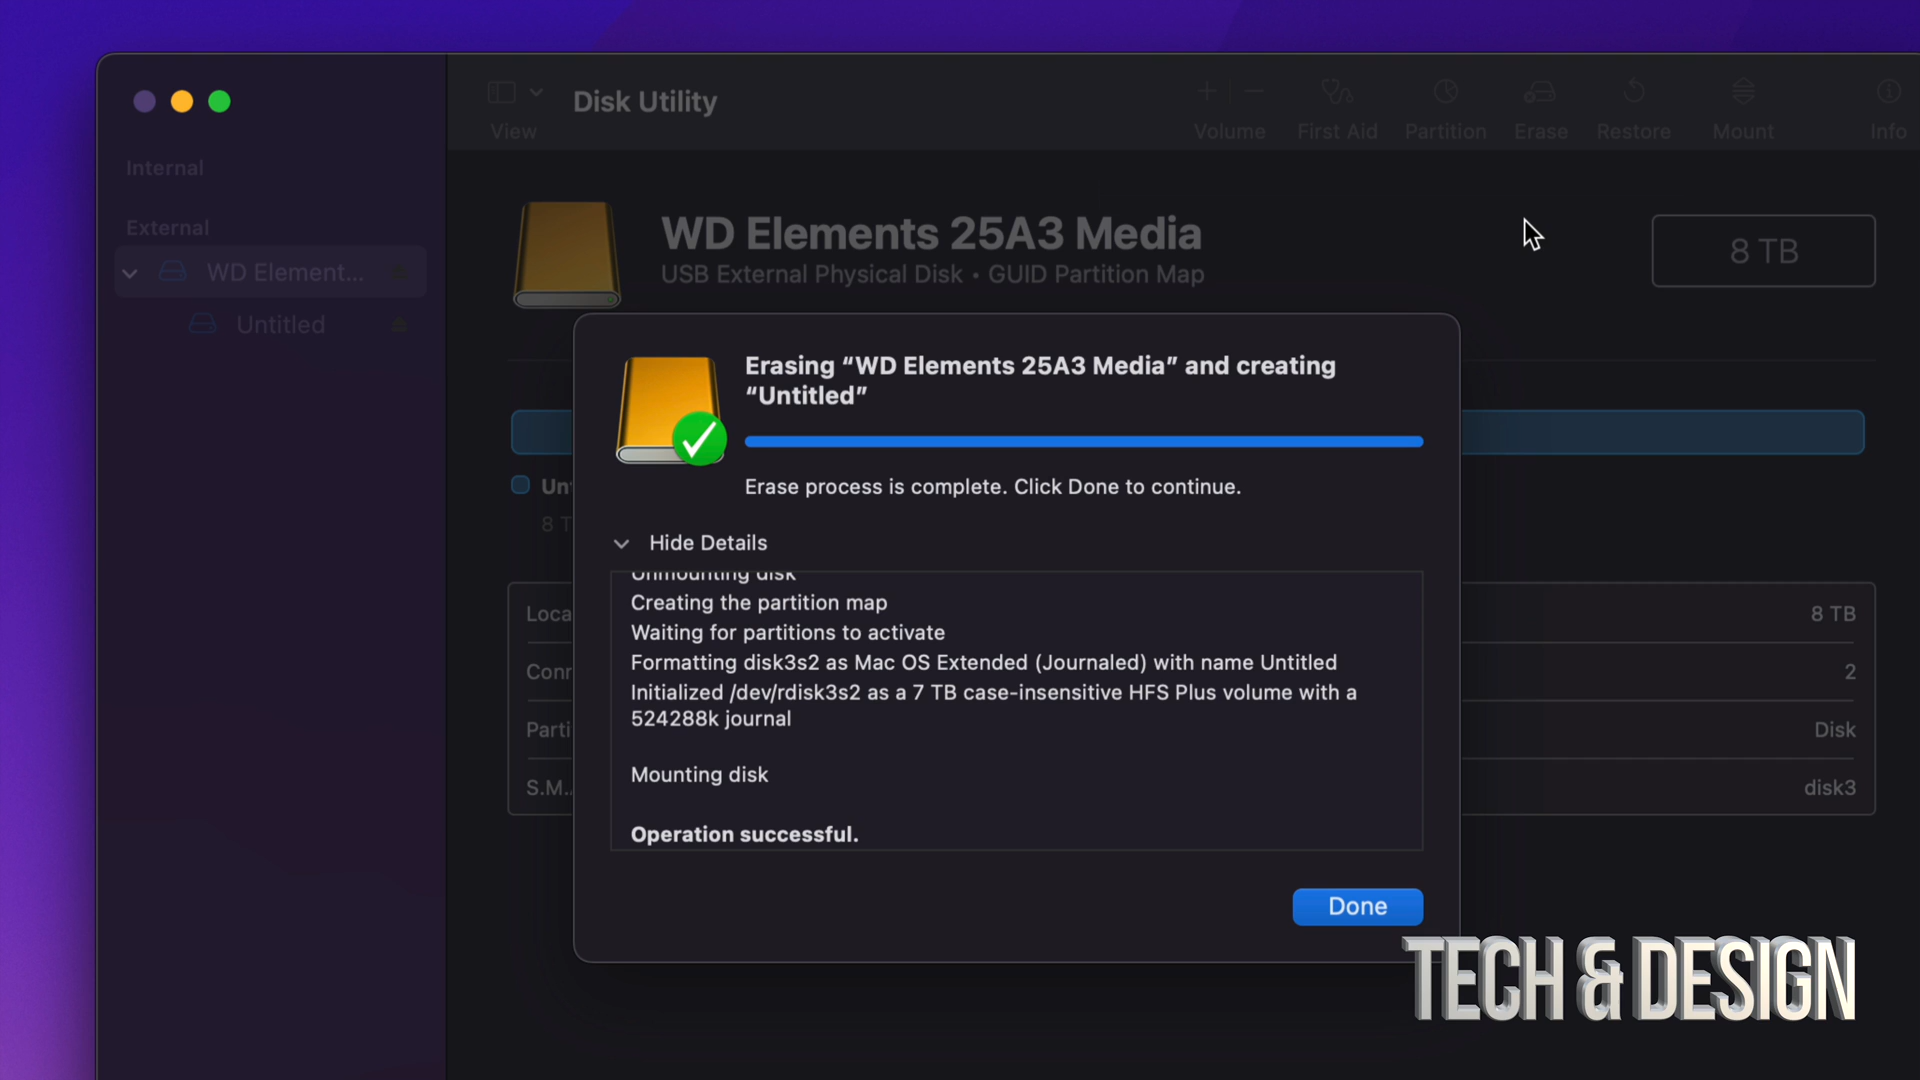 Disk Utility
View
Volume
First Aid
Partition
Erase
Restore
Mount
Info
Internal
External
WD Element...
Untitled
WD Elements 25A3 Media
USB External Physical Disk • GUID Partition Map
8 TB
Erasing “WD Elements 25A3 Media” and creating
“Untitled”
Erase process is complete. Click Done to continue.
Hide Details
Unmounting disk
Creating the partition map
Waiting for partitions to activate
Formatting disk3s2 as Mac OS Extended (Journaled) with name Untitled
Initialized /dev/rdisk3s2 as a 7 TB case-insensitive HFS Plus volume with a
524288k journal
Mounting disk
Operation successful.
Done
8 TB
2
Disk
disk3
TECH & DESIGN